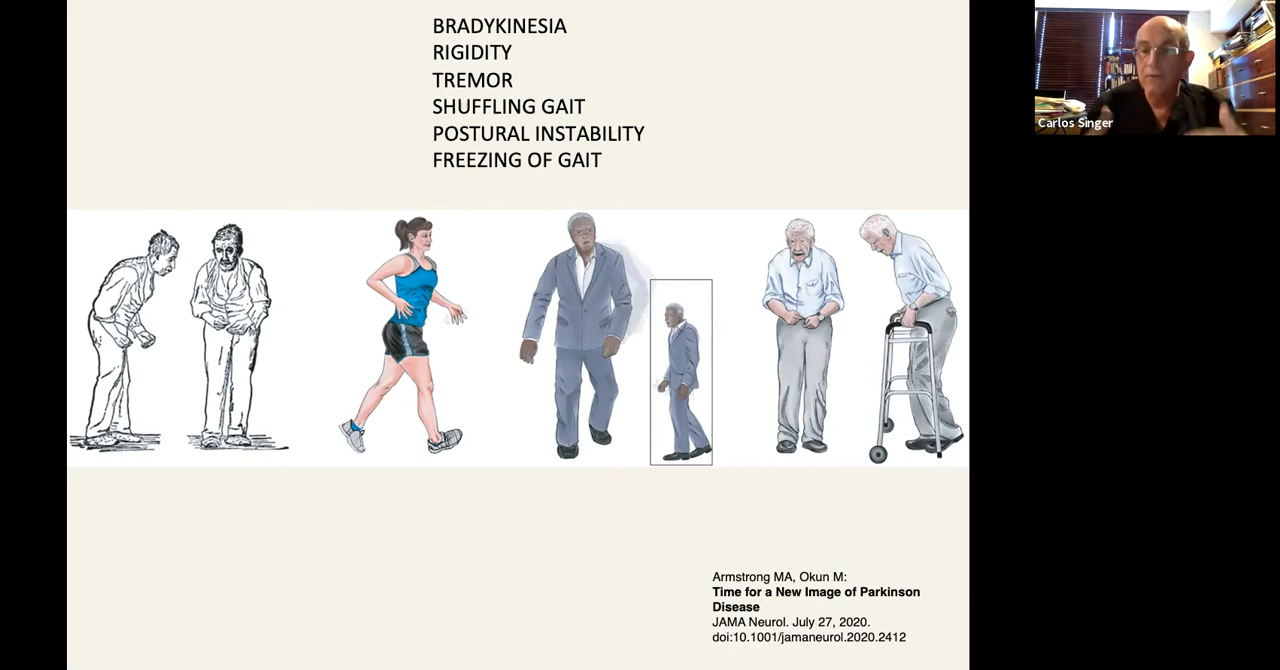 BRADYKINESIA
RIGIDITY
TREMOR
SHUFFLING GAIT
POSTURAL INSTABILITY
FREEZING OF GAIT
Carlos Singer
Armstrong MA, Okun M:
Time for a New Image of Parkinson
Disease
JAMA Neurol. July 27, 2020.
doi:10.1001/jamaneurol.2020.2412